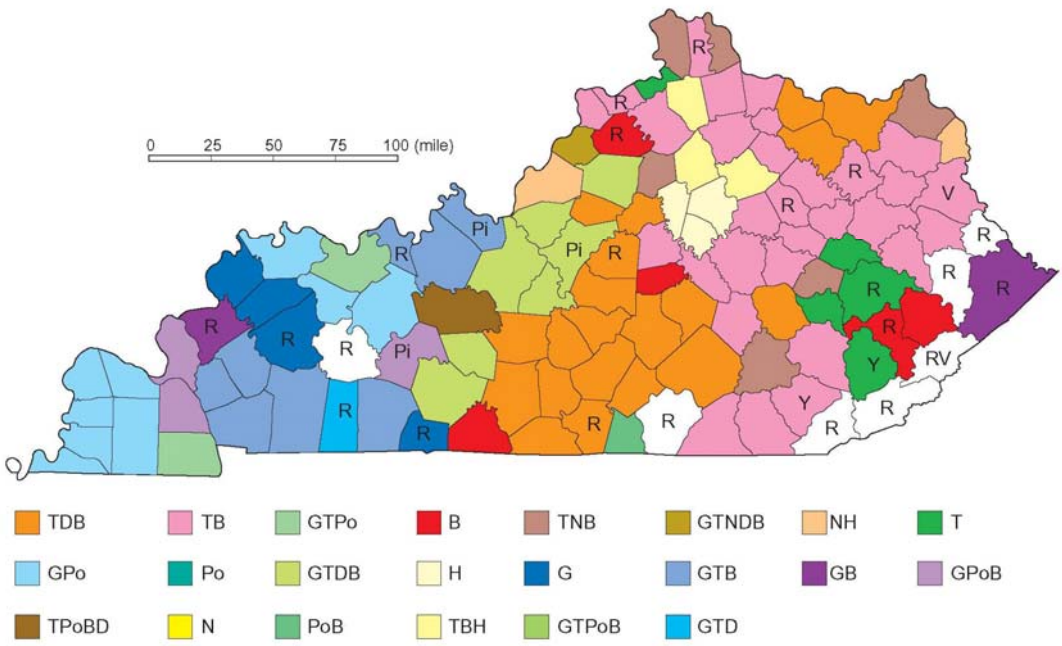 R
R
R
R
V
R
R
R
Pi
R
Pi
R
R
R
R
R
R
R
Pi
Y
RV
R
Y
R
R
R
R
R
0 25 50 75 100 (mile)
TDB TB GTPo B TNB GTNDB NH T
GPo Po GTDB H G GTB GB GPoB
TPoBD N PoB TBH GTPoB GTD